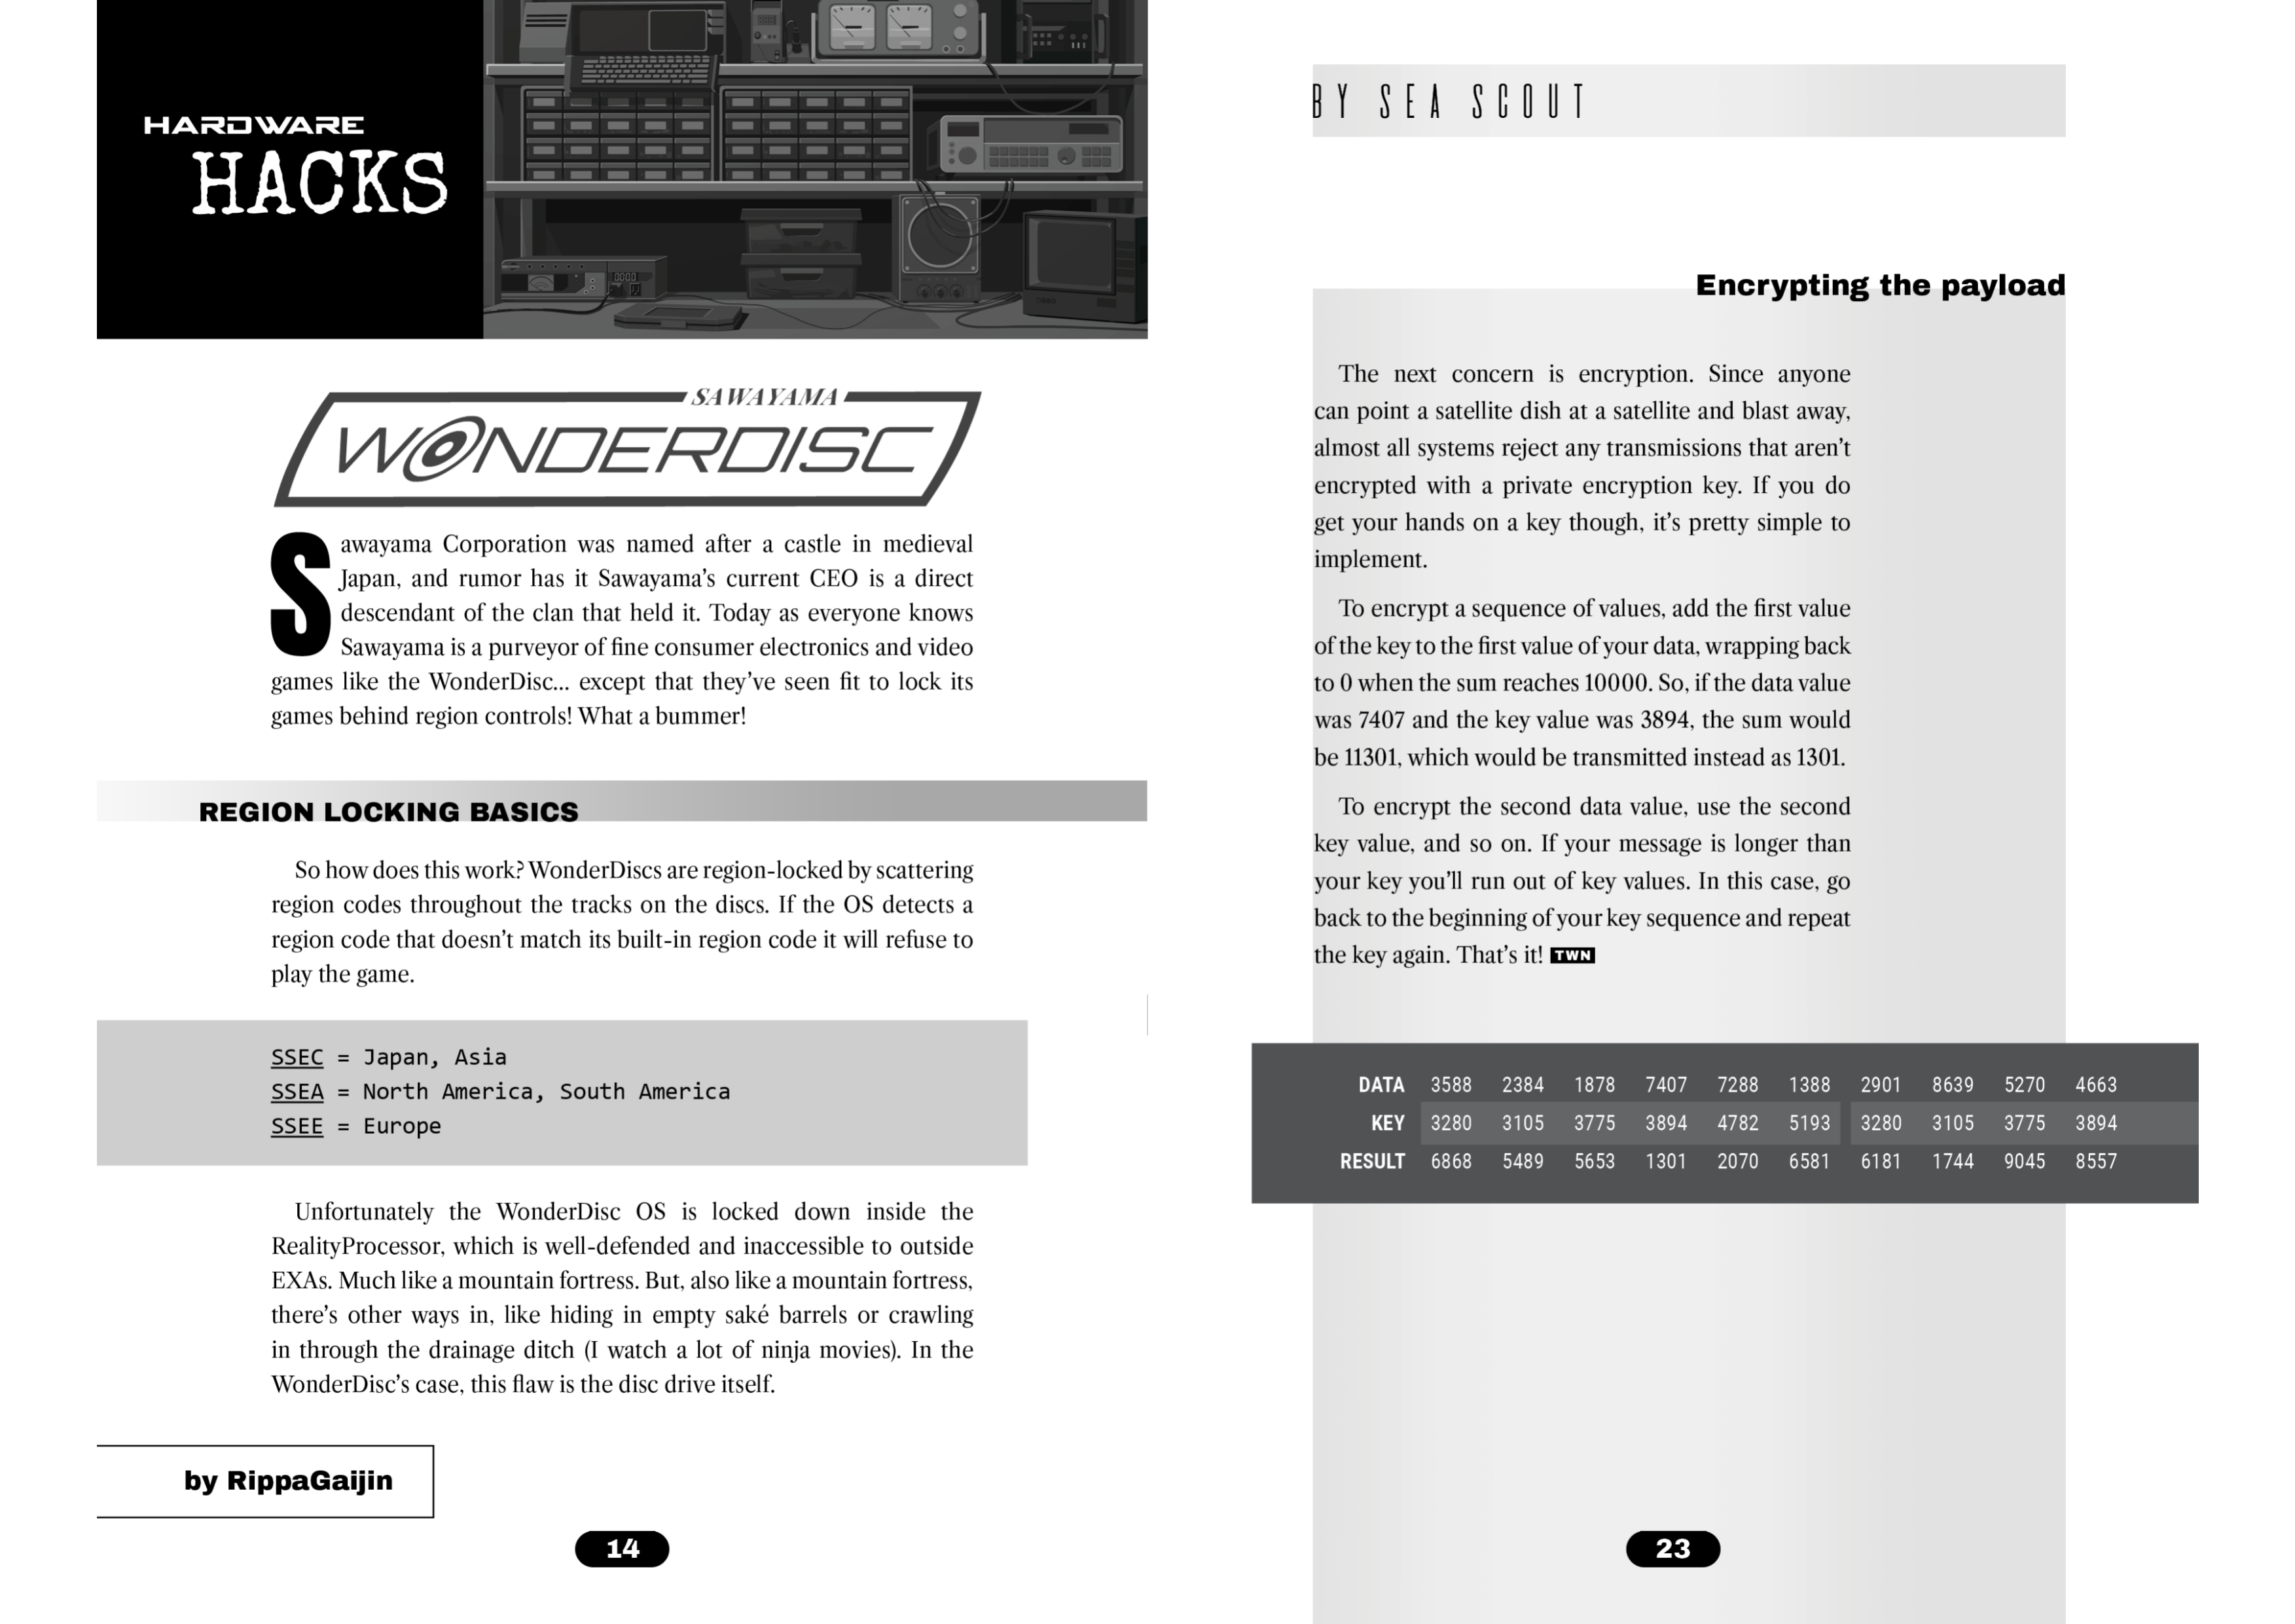 HARDWARE
HACKS
SAWAYAMA
WONDERDISC
Sawayama Corporation was named after a castle in medieval
Japan, and rumor has it Sawayama's current CEO is a direct
descendant of the clan that held it. Today as everyone knows
Sawayama is a purveyor of fine consumer electronics and video
games like the WonderDisc... except that they've seen fit to lock its
games behind region controls! What a bummer!
REGION LOCKING BASICS
So how does this work? WonderDiscs are region-locked by scattering
region codes throughout the tracks on the discs. If the OS detects a
region code that doesn't match its built-in region code it will refuse to
play the game.
SSEC = Japan, Asia
SSEA = North America, South America
SSEE = Europe
Unfortunately the WonderDisc OS is locked down inside the
RealityProcessor, which is well-defended and inaccessible to outside
EXAs. Much like a mountain fortress. But, also like a mountain fortress,
there's other ways in, like hiding in empty saké barrels or crawling
in through the drainage ditch (I watch a lot of ninja movies). In the
WonderDisc's case, this flaw is the disc drive itself.
by RippaGaijin
14
BY SEA SCOUT
Encrypting the payload
The next concern is encryption. Since anyone
can point a satellite dish at a satellite and blast away,
almost all systems reject any transmissions that aren't
encrypted with a private encryption key. If you do
get your hands on a key though, it's pretty simple to
implement.
To encrypt a sequence of values, add the first value
of the key to the first value of your data, wrapping back
to 0 when the sum reaches 10000. So, if the data value
was 7407 and the key value was 3894, the sum would
be 11301, which would be transmitted instead as 1301.
To encrypt the second data value, use the second
key value, and so on. If your message is longer than
your key you'll run out of key values. In this case, go
back to the beginning of your key sequence and repeat
the key again. That's it! TWN
DATA 3588 2384 1878 7407 7288 1388 2901 8639 5270 4663
KEY 3280 3105 3775 3894 4782 5193 3280 3105 3775 3894
RESULT 6868 5489 5653 1301 2070 6581 6181 1744 9045 8557
23